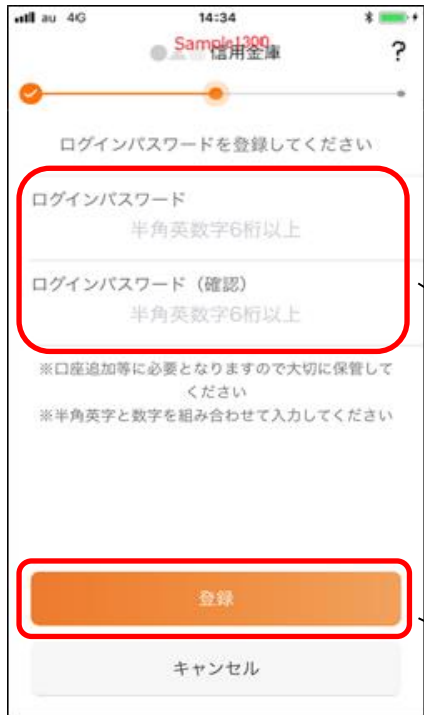 au 4G 14:34
Sample1300
信用金庫 ?
ログインパスワードを登録してください
ログインパスワード
半角英数字6桁以上
ログインパスワード（確認）
半角英数字6桁以上
※口座追加等に必要となりますので大切に保管して
ください
※半角英字と数字を組み合わせて入力してください
登録
キャンセル